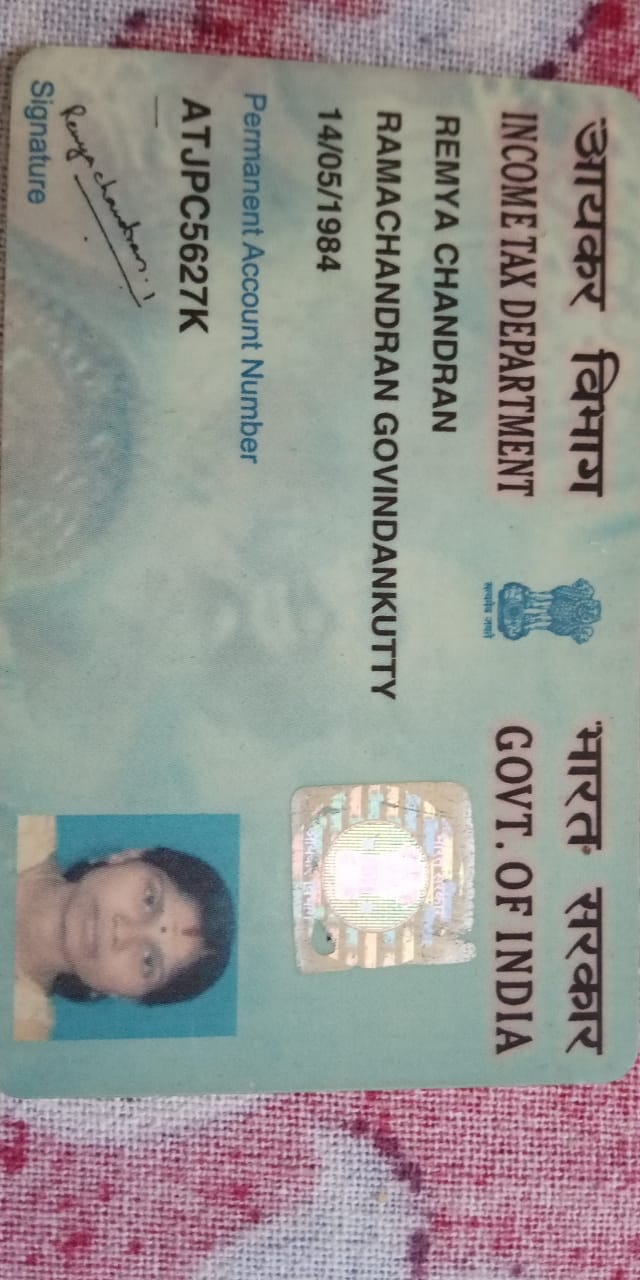 आयकर विभाग
INCOME TAX DEPARTMENT
सत्यमेव जयते
भारत सरकार
GOVT. OF INDIA
REMYA CHANDRAN
RAMACHANDRAN GOVINDANKUTTY
14/05/1984
Permanent Account Number
ATJPC5627K
Remya chandran
Signature